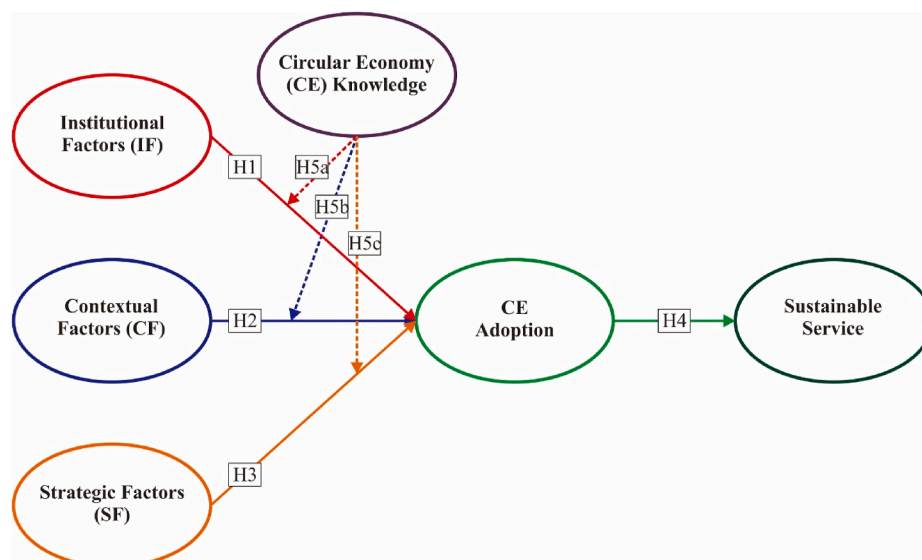 Circular Economy
(CE) Knowledge
Institutional
Factors (IF)
H1
H5a
H5b
H5c
Contextual
Factors (CF)
H2
CE
Adoption
H4
Sustainable
Service
H3
Strategic Factors
(SF)